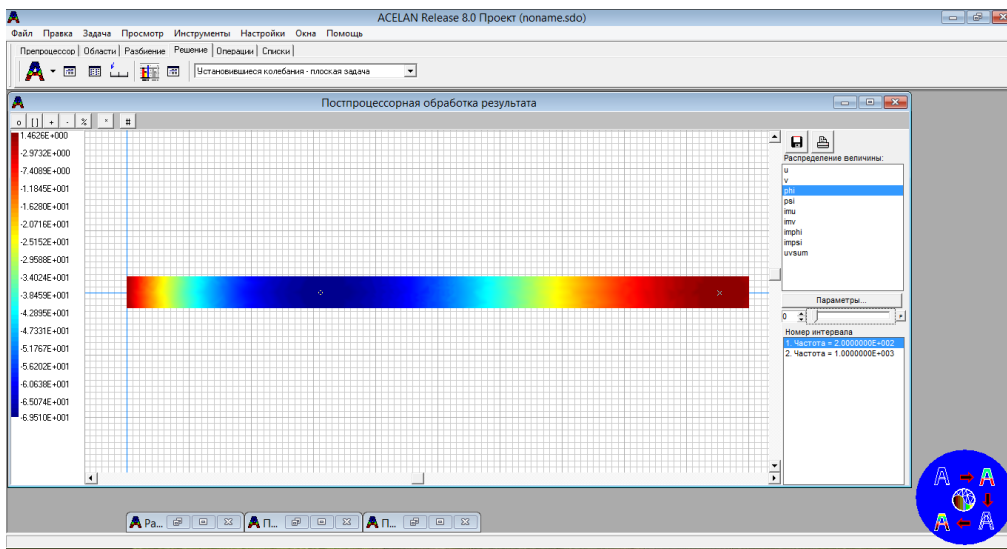 ACELAN Release 8.0 Проект (noname.sdo)
Файл Правка Задача Просмотр Инструменты Настройки Окна Помощь
Препроцессор Области Разбиение Решение Операции Списки
Установившиеся колебания - плоская задача
Постпроцессорная обработка результата
o [] + - % * #
1.4626E+000
-2.9732E+000
-7.4089E+000
-1.1845E+001
-1.6280E+001
-2.0716E+001
-2.5152E+001
-2.9588E+001
-3.4024E+001
-3.8459E+001
-4.2895E+001
-4.7331E+001
-5.1767E+001
-5.6202E+001
-6.0638E+001
-6.5074E+001
-6.9510E+001
Распределение величины:
u
v
phi
psi
imu
imv
imphi
impsi
uvsum
Параметры...
0
Номер интервала
1. Частота = 2.0000000E+002
2. Частота = 1.0000000E+003
Ра... П... П...